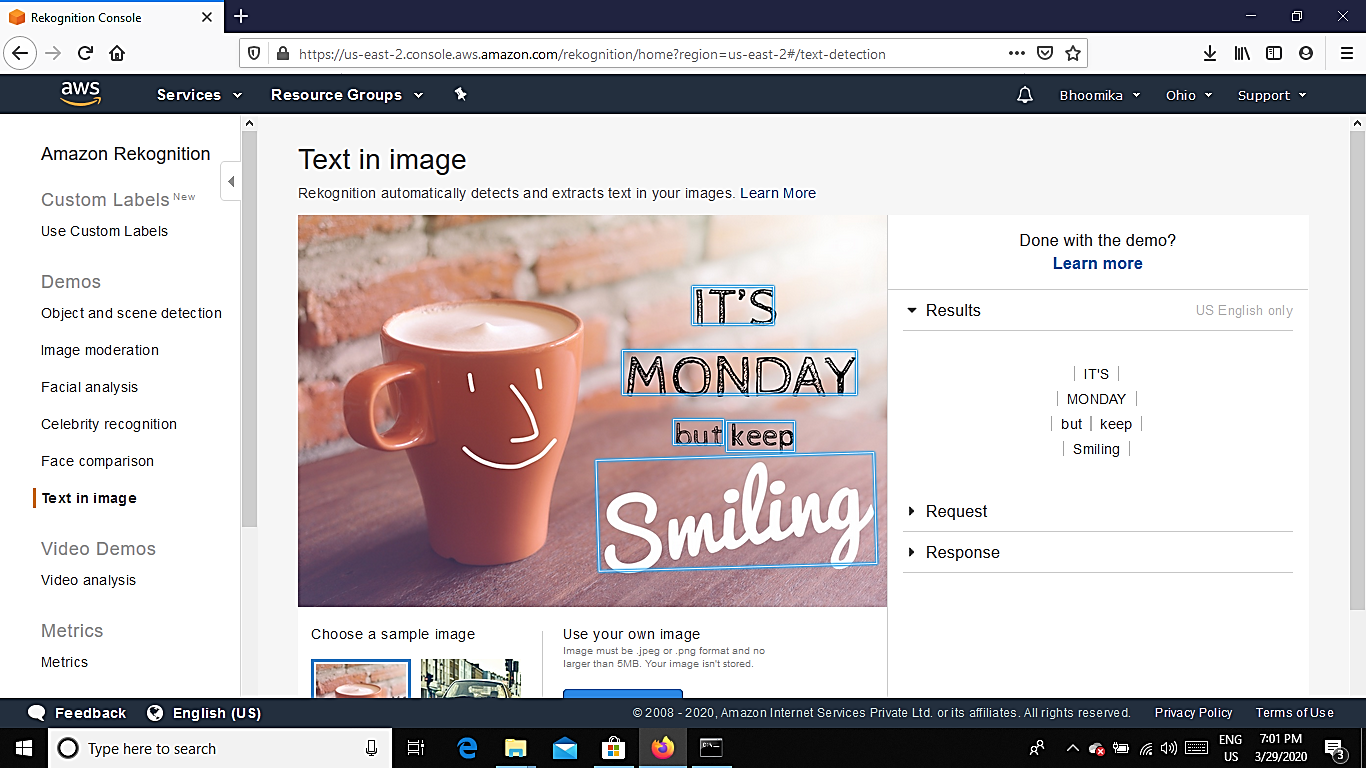 Rekognition Console
https://us-east-2.console.aws.amazon.com/rekognition/home?region=us-east-2#/text-detection
aws
Services
Resource Groups
Bhoomika
Ohio
Support
Amazon Rekognition
Custom Labels New
Use Custom Labels
Demos
Object and scene detection
Image moderation
Facial analysis
Celebrity recognition
Face comparison
Text in image
Video Demos
Video analysis
Metrics
Metrics
Text in image
Rekognition automatically detects and extracts text in your images. Learn More
IT'S
MONDAY
but keep
Smiling
Choose a sample image
Use your own image
Image must be .jpeg or .png format and no
larger than 5MB. Your image isn't stored.
Done with the demo?
Learn more
Results
US English only
| IT'S |
| MONDAY |
| but | keep |
| Smiling |
Request
Response
Feedback
English (US)
© 2008 - 2020, Amazon Internet Services Private Ltd. or its affiliates. All rights reserved.
Privacy Policy
Terms of Use
Type here to search
ENG
US
7:01 PM
3/29/2020
3